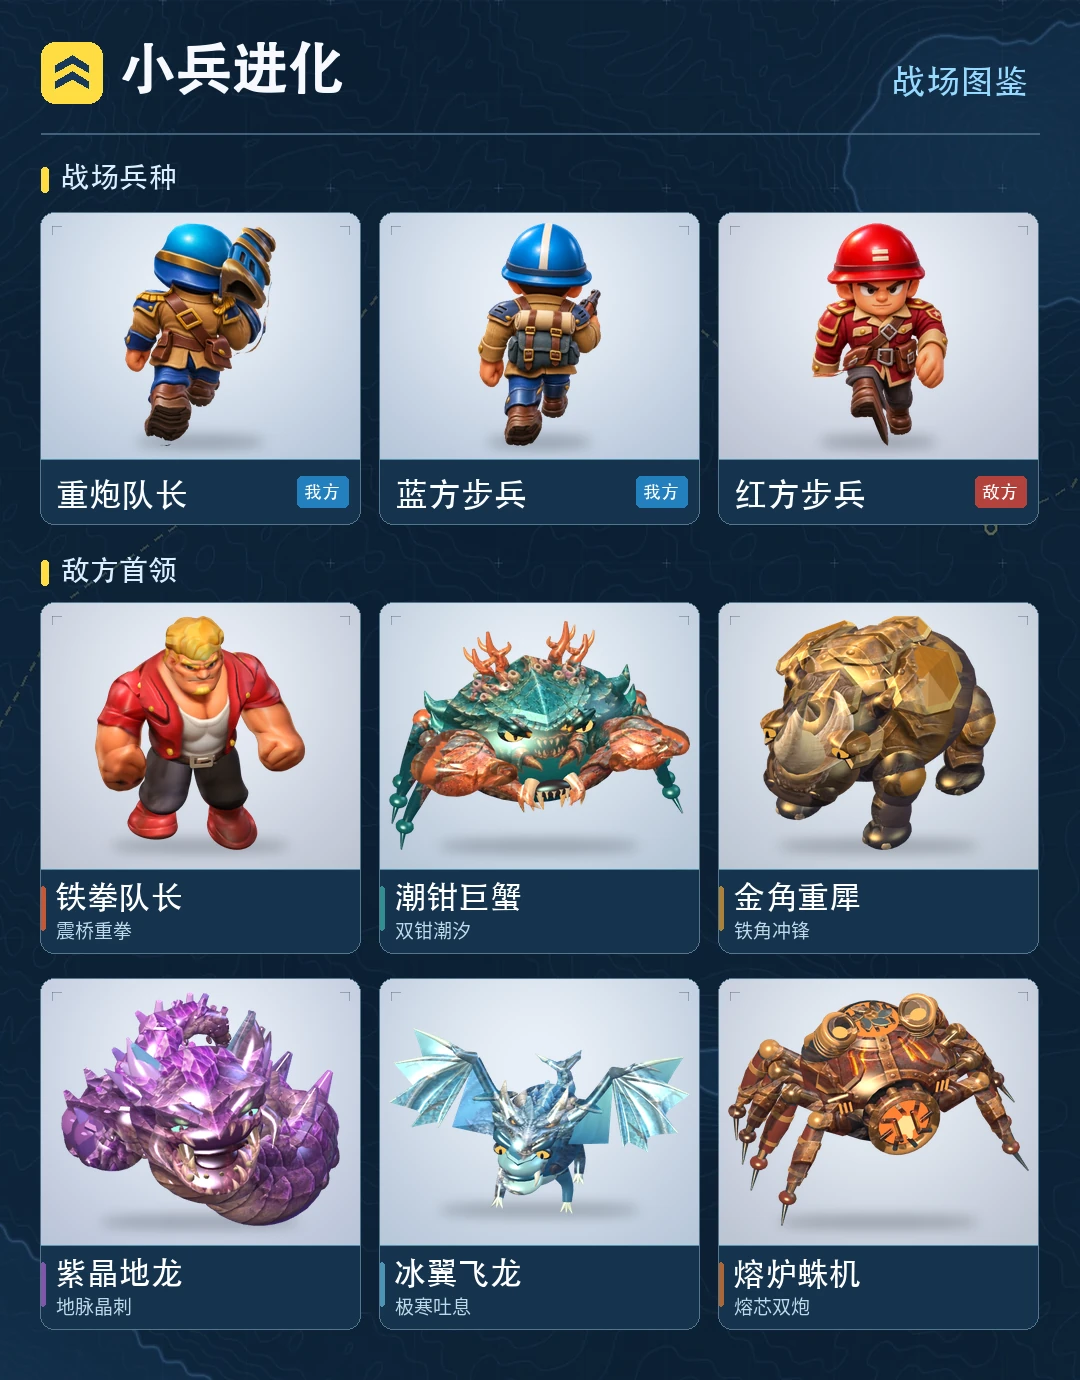 小兵进化
战场图鉴
战场兵种
重炮队长 我方
蓝方步兵 我方
红方步兵 敌方
敌方首领
铁拳队长
震桥重拳
潮钳巨蟹
双钳潮汐
金角重犀
铁角冲锋
紫晶地龙
地脉晶刺
冰翼飞龙
极寒吐息
熔炉蛛机
熔芯双炮